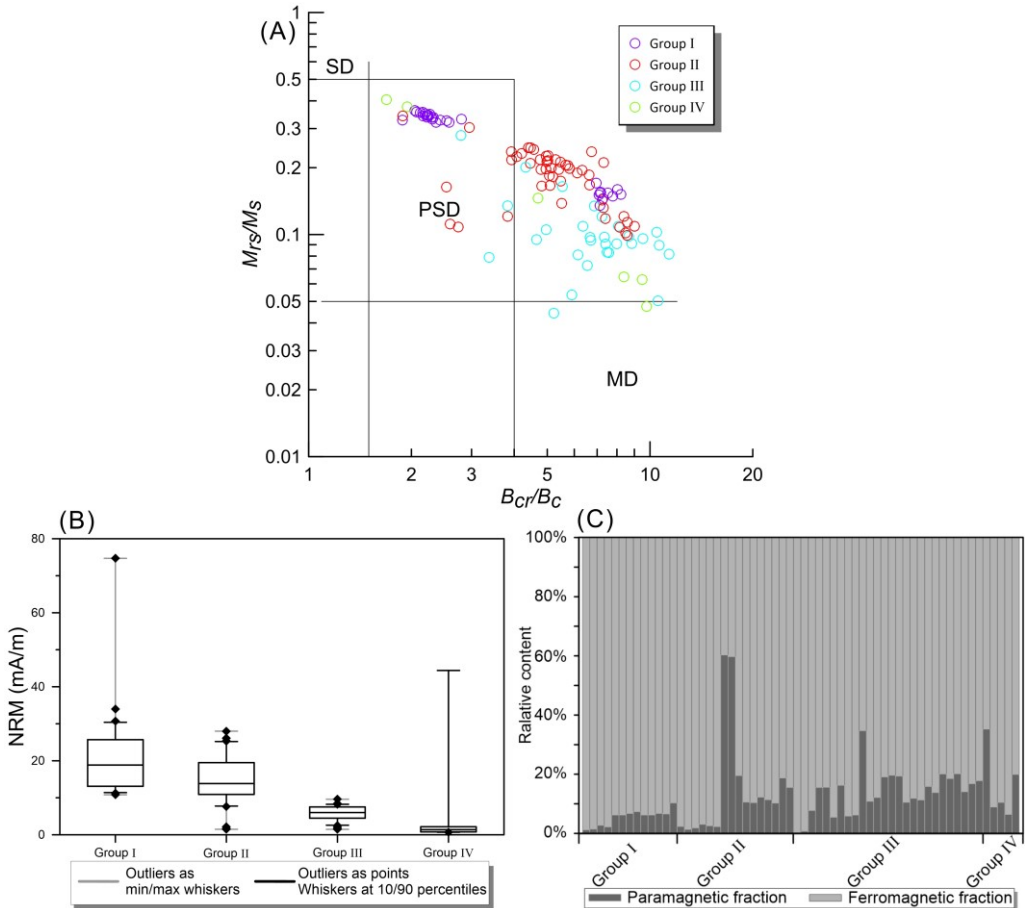 (A)
1
0.5
0.3
0.2
0.1
0.05
0.03
0.02
0.01
Mrs/Ms
SD
PSD
MD
Group I
Group II
Group III
Group IV
1 2 3 5 10 20
Bcr/Bc
(B)
80
60
40
20
0
NRM (mA/m)
Group I Group II Group III Group IV
Outliers as
min/max whiskers
Outliers as points
Whiskers at 10/90 percentiles
(C)
100%
80%
60%
40%
20%
0%
Ralative content
Group I Group II Group III Group IV
Paramagnetic fraction Ferromagnetic fraction